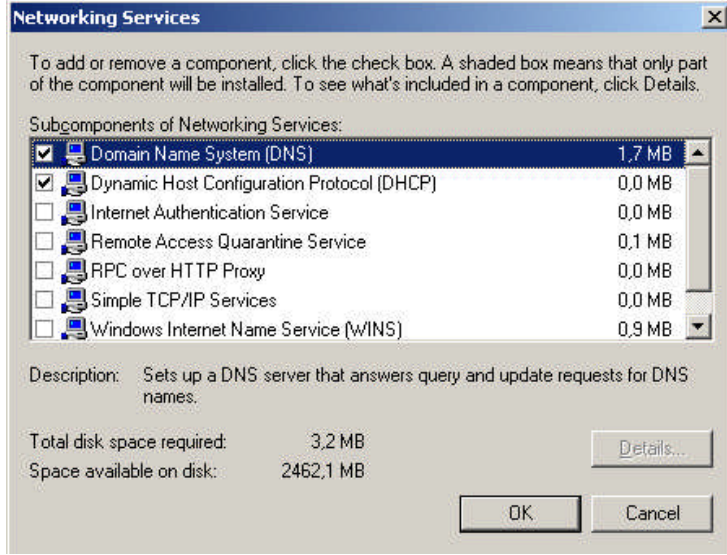 Networking Services
To add or remove a component, click the check box. A shaded box means that only part
of the component will be installed. To see what's included in a component, click Details.
Subcomponents of Networking Services:
Domain Name System (DNS) 1,7 MB
Dynamic Host Configuration Protocol (DHCP) 0,0 MB
Internet Authentication Service 0,0 MB
Remote Access Quarantine Service 0,1 MB
RPC over HTTP Proxy 0,0 MB
Simple TCP/IP Services 0,0 MB
Windows Internet Name Service (WINS) 0,9 MB
Description: Sets up a DNS server that answers query and update requests for DNS
names.
Total disk space required: 3,2 MB
Details...
Space available on disk: 2462,1 MB
OK Cancel